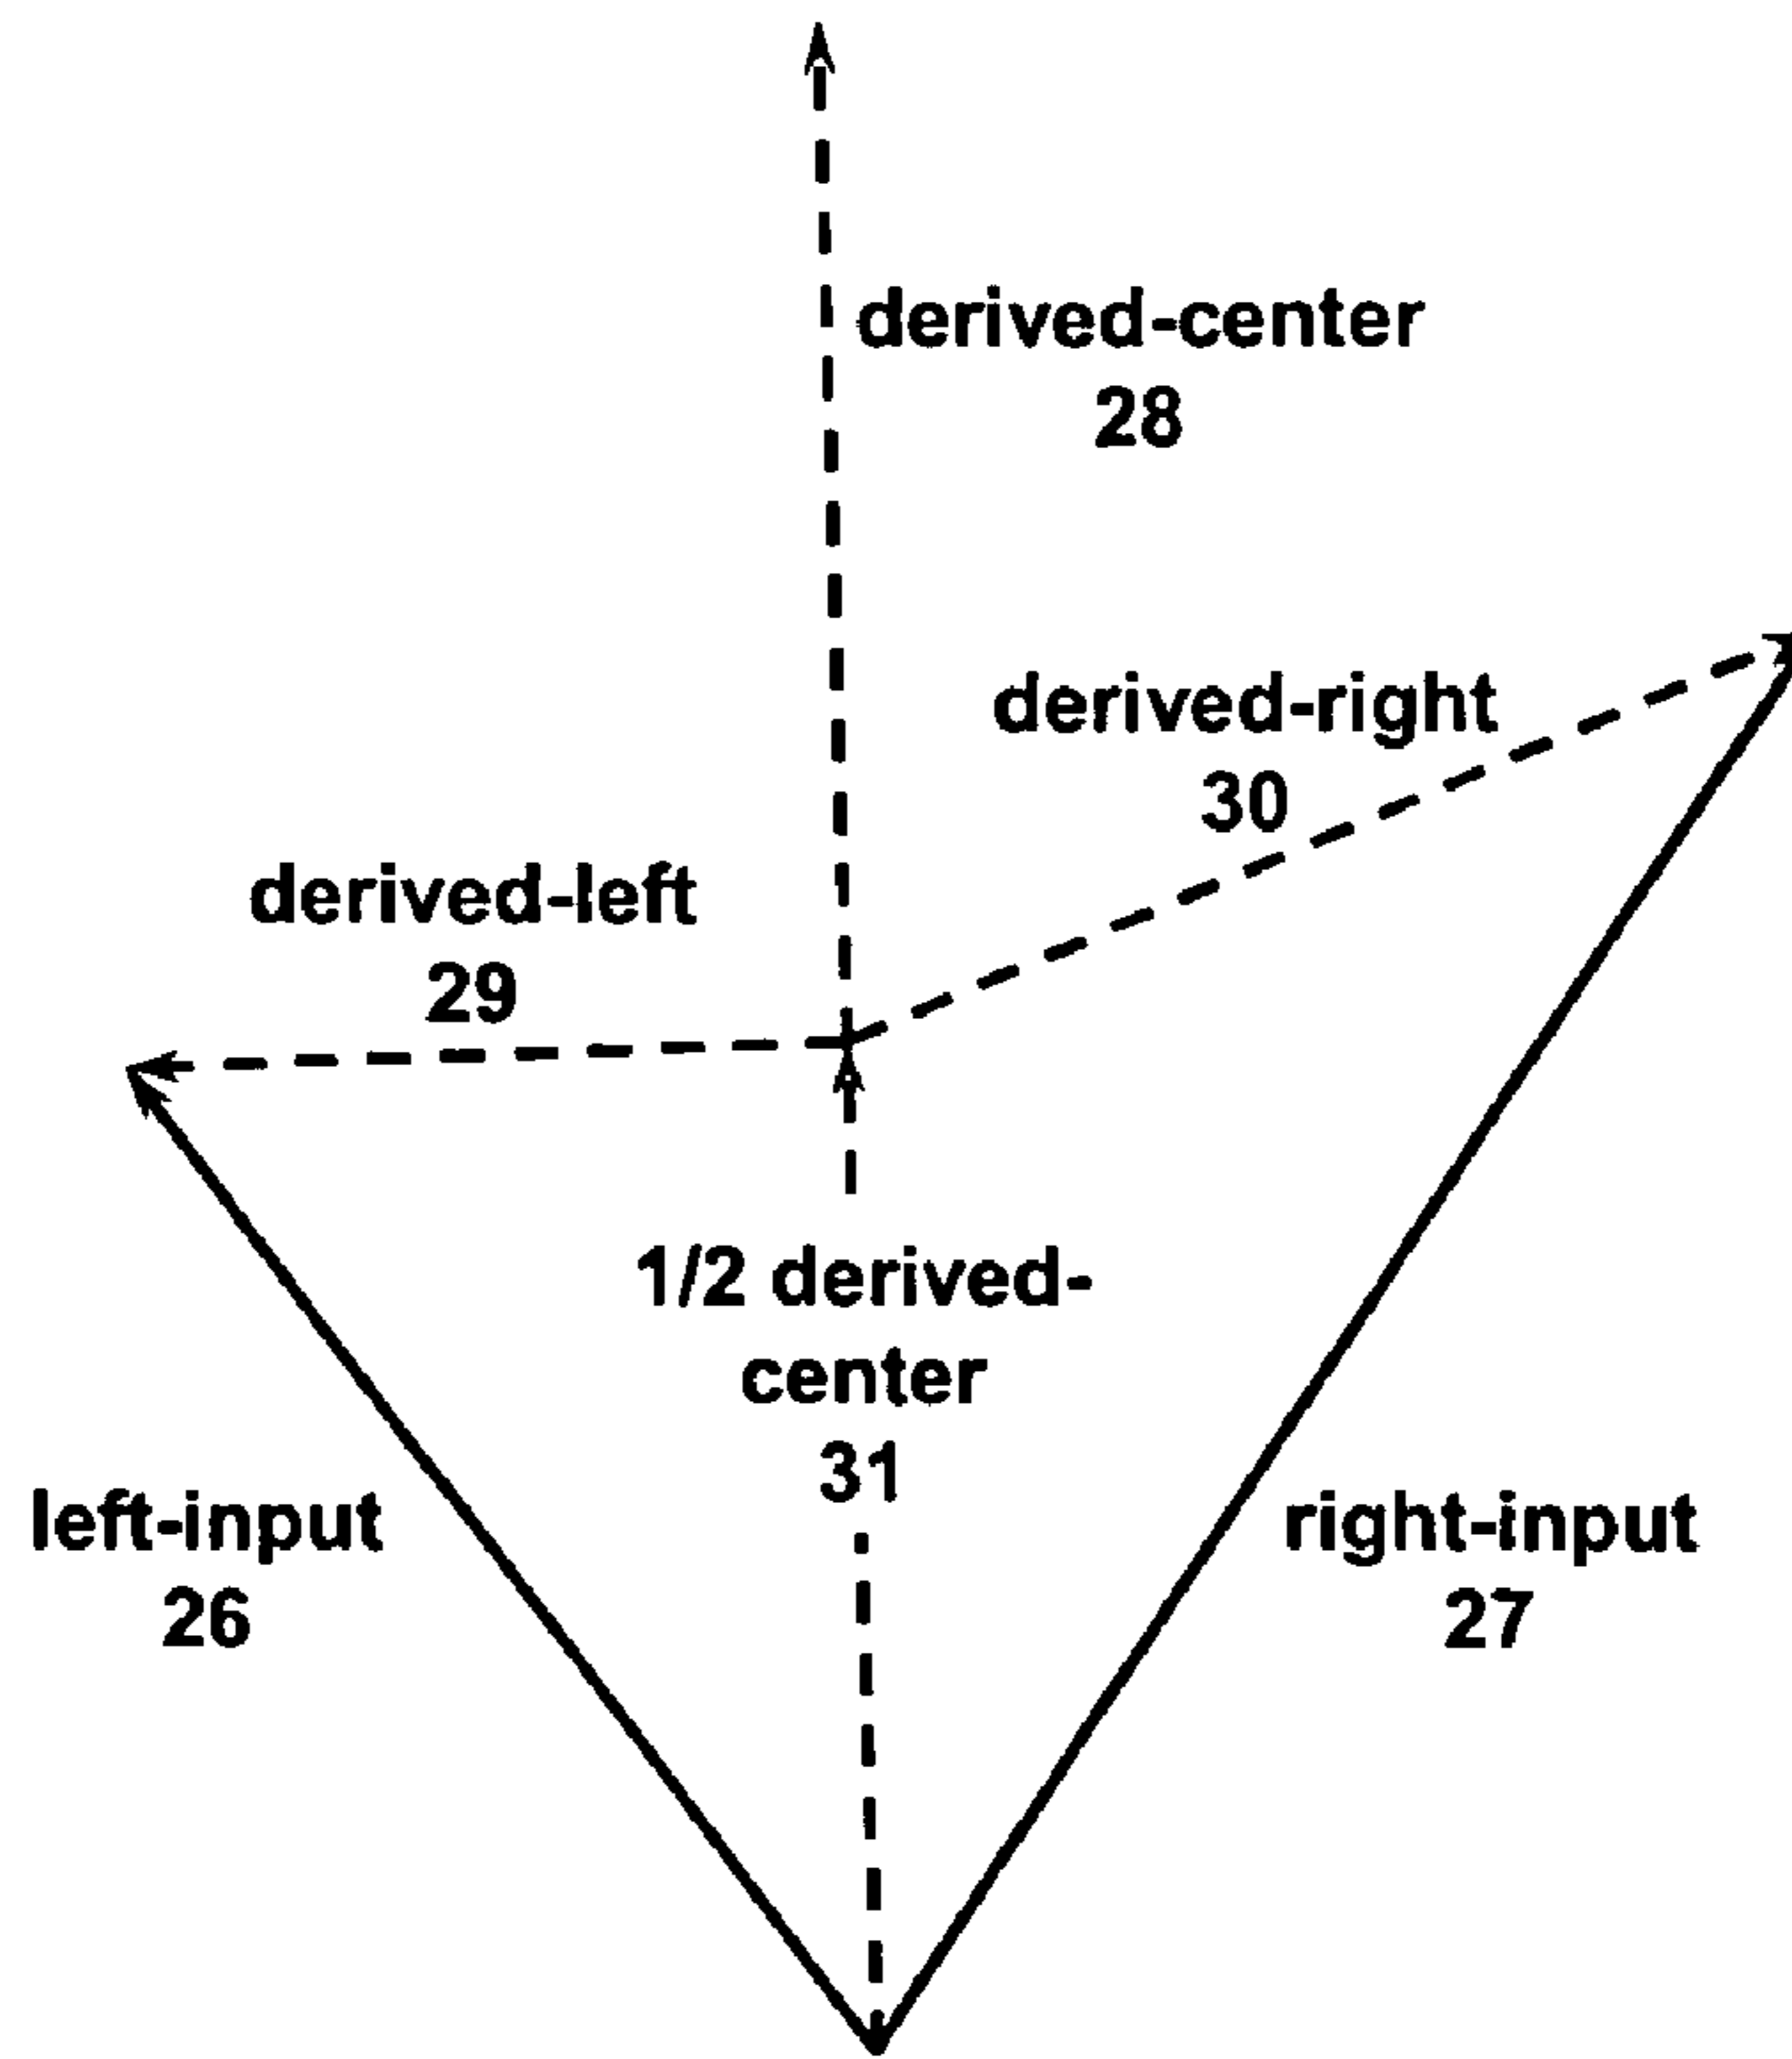 derived-center
28
derived-right
30
derived-left
29
1/2 derived-
center
31
left-input
26
right-input
27